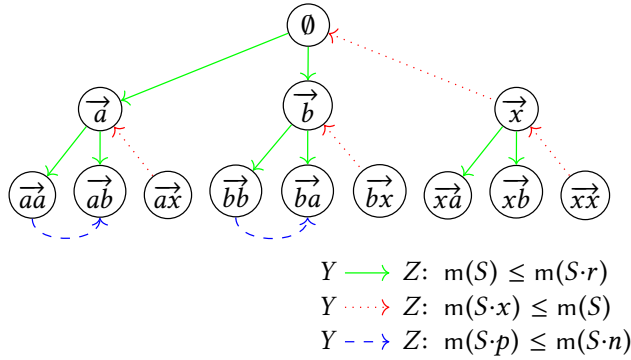 ∅
→a →b →x
→aa →ab →ax →bb →ba →bx →xa →xb →xx
Y Z: m(S) ≤ m(S·r)
Y Z: m(S·x) ≤ m(S)
Y Z: m(S·p) ≤ m(S·n)